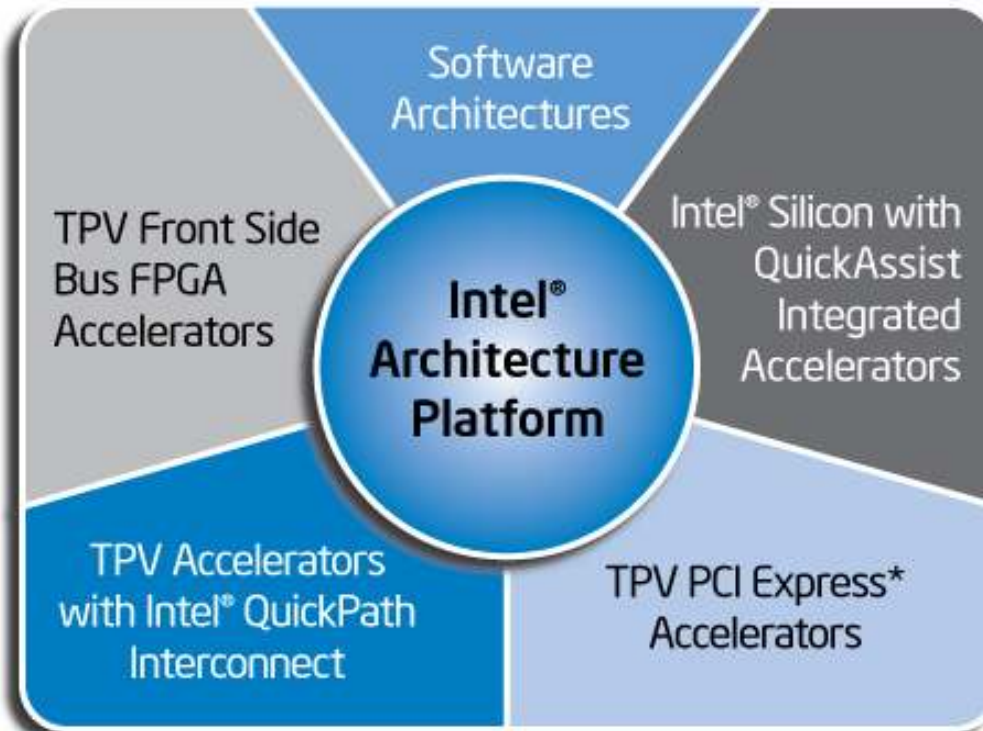 Software
Architectures
TPV Front Side
Bus FPGA
Accelerators
Intel® Silicon with
QuickAssist
Integrated
Accelerators
Intel®
Architecture
Platform
TPV Accelerators
with Intel® QuickPath
Interconnect
TPV PCI Express*
Accelerators